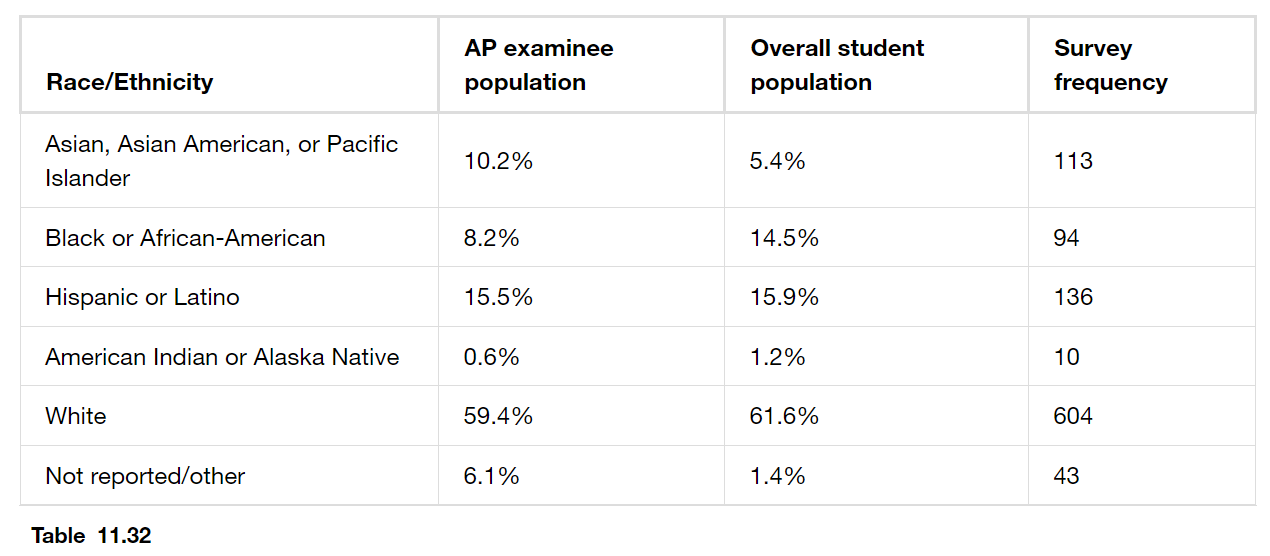 Race/Ethnicity
AP examinee
population
Overall student
population
Survey
frequency
Asian, Asian American, or Pacific
Islander
10.2%
5.4%
113
Black or African-American
8.2%
14.5%
94
Hispanic or Latino
15.5%
15.9%
136
American Indian or Alaska Native
0.6%
1.2%
10
White
59.4%
61.6%
604
Not reported/other
6.1%
1.4%
43
Table 11.32